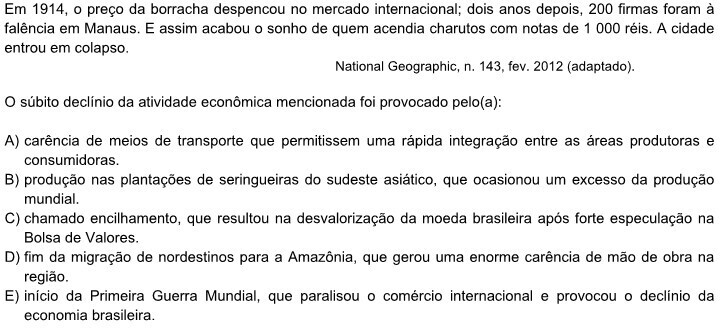 Em 1914, o preço da borracha despencou no mercado internacional; dois anos depois, 200 firmas foram à
falência em Manaus. E assim acabou o sonho de quem acendia charutos com notas de 1 000 réis. A cidade
entrou em colapso.
National Geographic, n. 143, fev. 2012 (adaptado).
O súbito declínio da atividade econômica mencionada foi provocado pelo(a):
A) carência de meios de transporte que permitissem uma rápida integração entre as áreas produtoras e
consumidoras.
B) produção nas plantações de seringueiras do sudeste asiático, que ocasionou um excesso da produção
mundial.
C) chamado encilhamento, que resultou na desvalorização da moeda brasileira após forte especulação na
Bolsa de Valores.
D) fim da migração de nordestinos para a Amazônia, que gerou uma enorme carência de mão de obra na
região.
E) início da Primeira Guerra Mundial, que paralisou o comércio internacional e provocou o declínio da
economia brasileira.